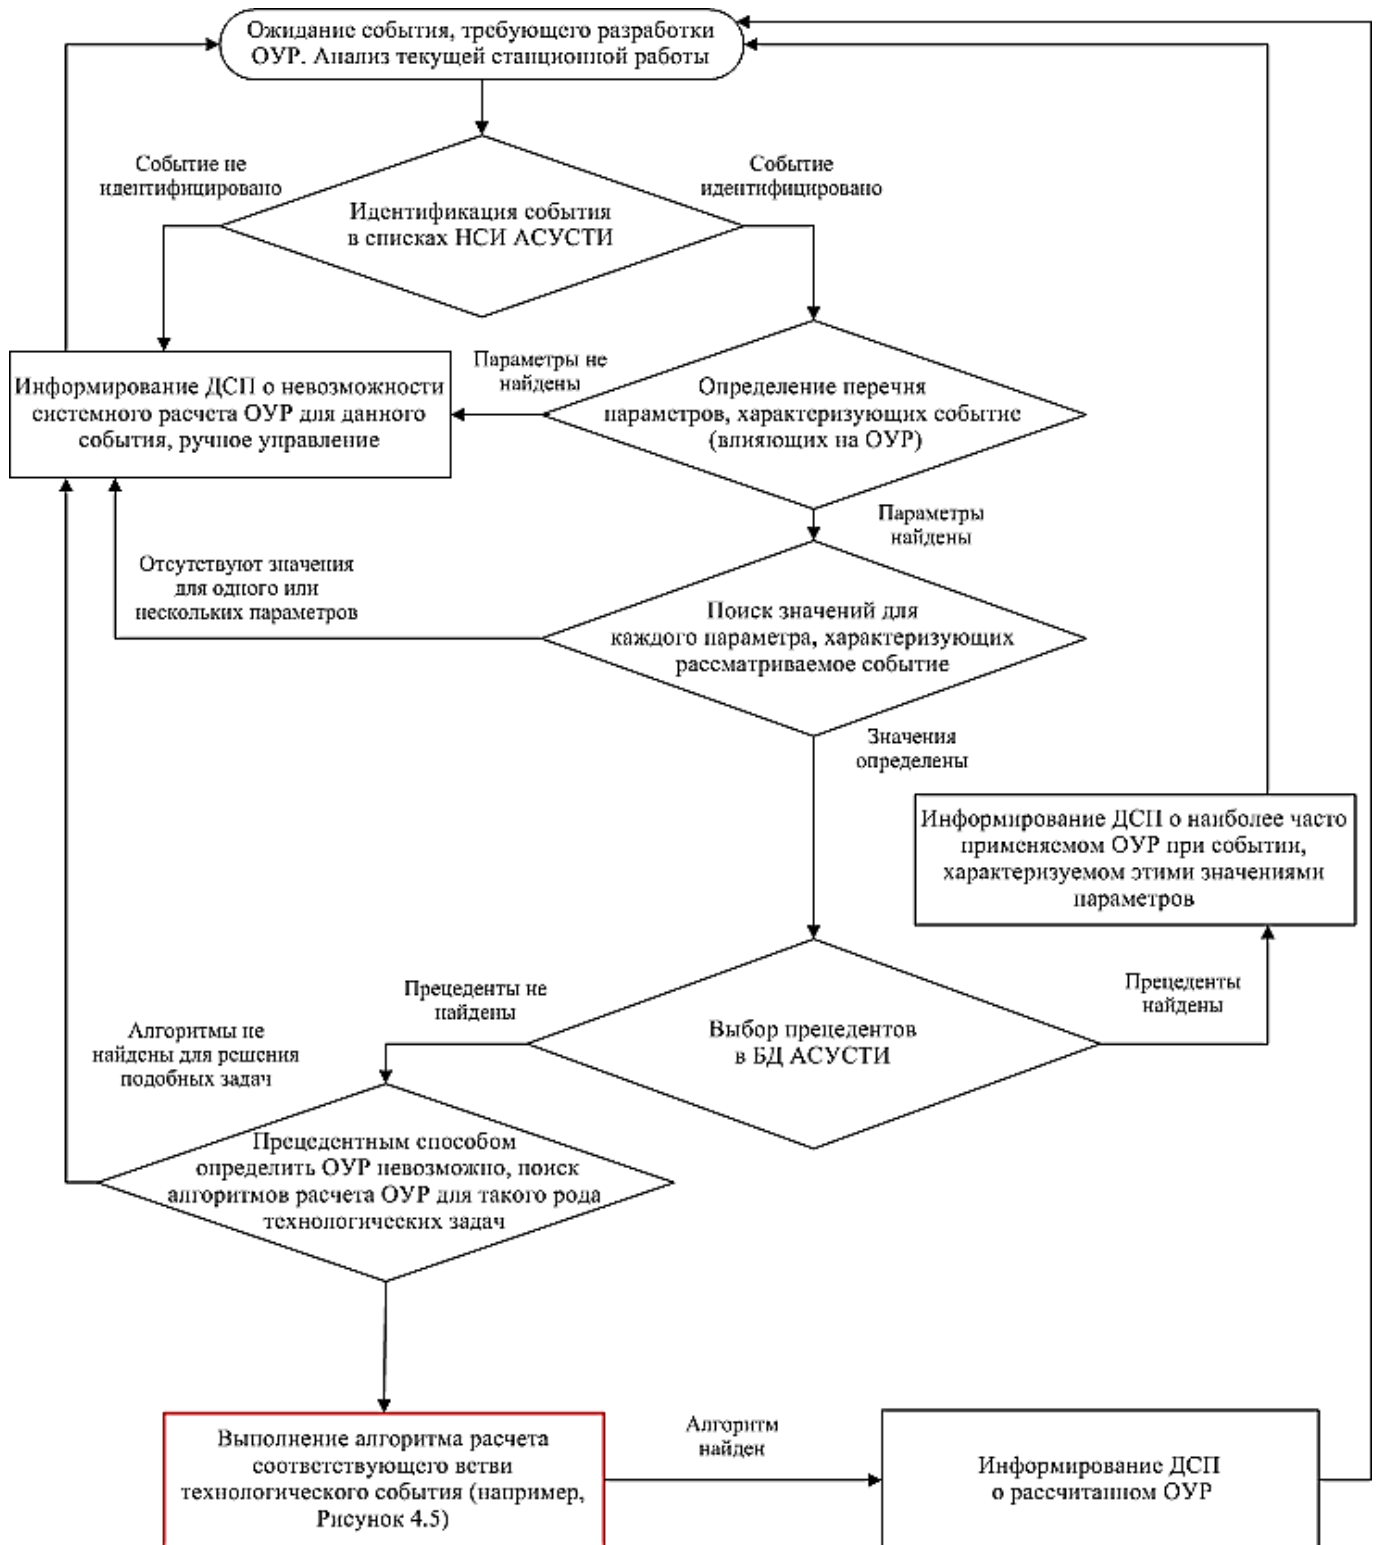 Ожидание события, требующего разработки
ОУР. Анализ текущей станционной работы
Событие не
идентифицировано
Событие
идентифицировано
Идентификация события
в списках НСИ АСУСТИ
Информирование ДСП о невозможности
системного расчета ОУР для данного
события, ручное управление
Параметры не
найдены
Определение перечня
параметров, характеризующих событие
(влияющих на ОУР)
Параметры
найдены
Отсутствуют значения
для одного или
нескольких параметров
Поиск значений для
каждого параметра, характеризующих
рассматриваемое событие
Значения
определены
Информирование ДСП о наиболее часто
применяемом ОУР при событии,
характеризуемом этими значениями
параметров
Прецеденты не
найдены
Прецеденты
найдены
Выбор прецедентов
в БД АСУСТИ
Алгоритмы не
найдены для решения
подобных задач
Прецедентным способом
определить ОУР невозможно, поиск
алгоритмов расчета ОУР для такого рода
технологических задач
Выполнение алгоритма расчета
соответствующего ветви
технологического события (например,
Рисунок 4.5)
Алгоритм
найден
Информирование ДСП
о рассчитанном ОУР